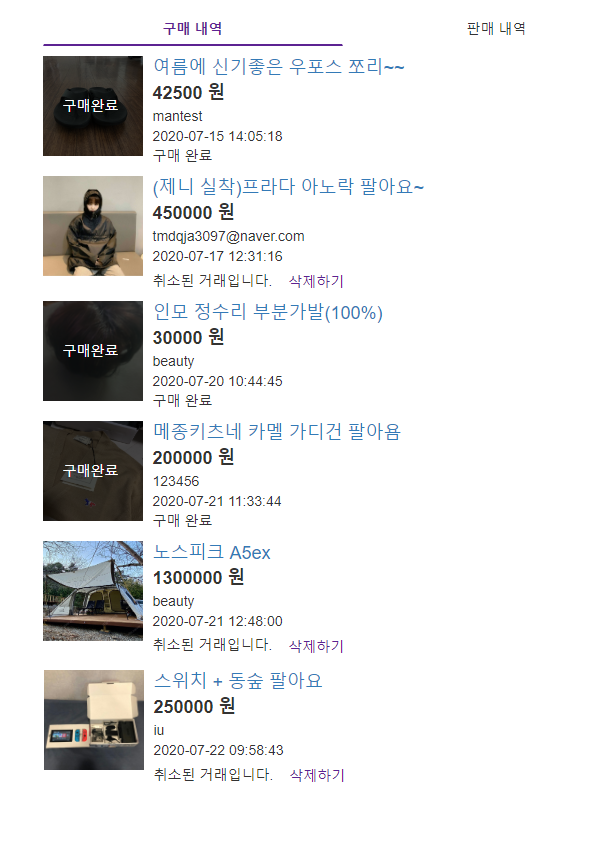 구매 내역
판매 내역
여름에 신기좋은 우포스 쪼리~~
42500 원
구매완료
mantest
2020-07-15 14:05:18
구매 완료
(제니 실착)프라다 아노락 팔아요~
450000 원
tmdqja3097@naver.com
2020-07-17 12:31:16
취소된 거래입니다. 삭제하기
인모 정수리 부분가발(100%)
30000 원
구매완료
beauty
2020-07-20 10:44:45
구매 완료
메종키츠네 카멜 가디건 팔아욤
200000 원
구매완료
123456
2020-07-21 11:33:44
구매 완료
노스피크 A5ex
1300000 원
beauty
2020-07-21 12:48:00
취소된 거래입니다. 삭제하기
스위치 + 동숲 팔아요
250000 원
iu
2020-07-22 09:58:43
취소된 거래입니다. 삭제하기